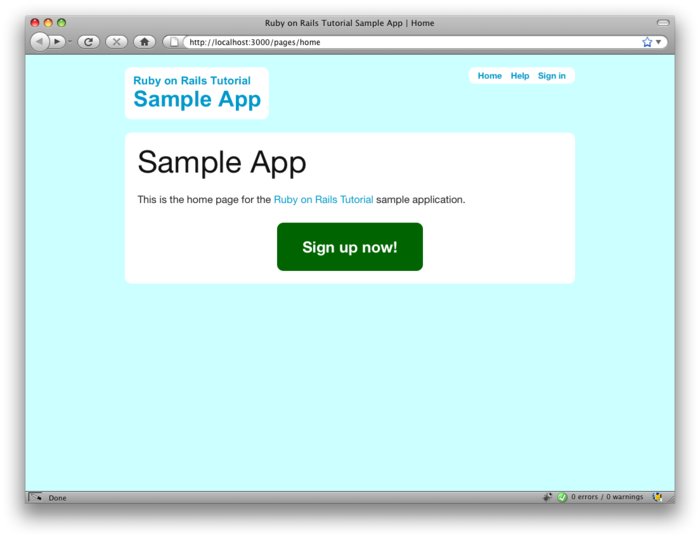 Ruby on Rails Tutorial Sample App | Home
http://localhost:3000/pages/home
Ruby on Rails Tutorial
Sample App
Home Help Sign in
Sample App
This is the home page for the Ruby on Rails Tutorial sample application.
Sign up now!
Done
0 errors / 0 warnings